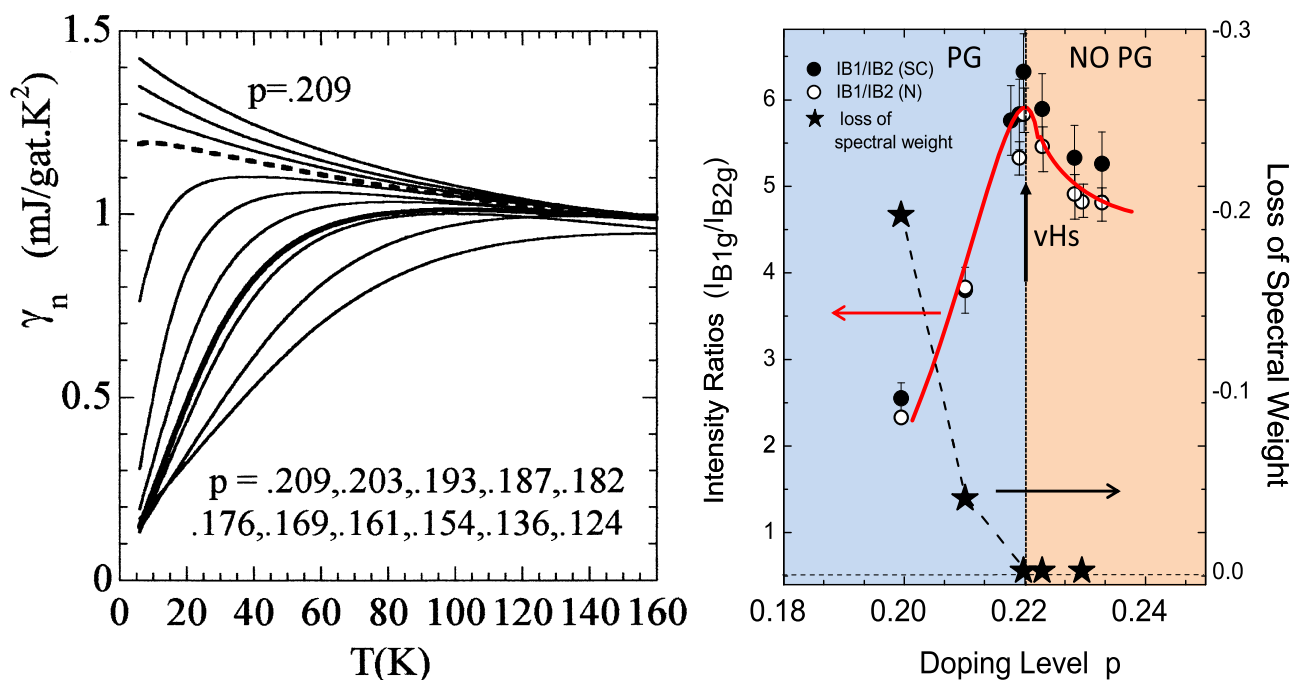 1.5
1
0.5
0
γn (mJ/gat.K2)
p=.209
p = .209,.203,.193,.187,.182
.176,.169,.161,.154,.136,.124
0 20 40 60 80 100 120 140 160
T(K)
PG
NO PG
IB1/IB2 (SC)
IB1/IB2 (N)
loss of
spectral weight
vHs
6
5
4
3
2
1
Intensity Ratios (IB1g/IB2g)
-0.3
-0.2
-0.1
0.0
Loss of Spectral Weight
0.18 0.20 0.22 0.24
Doping Level p